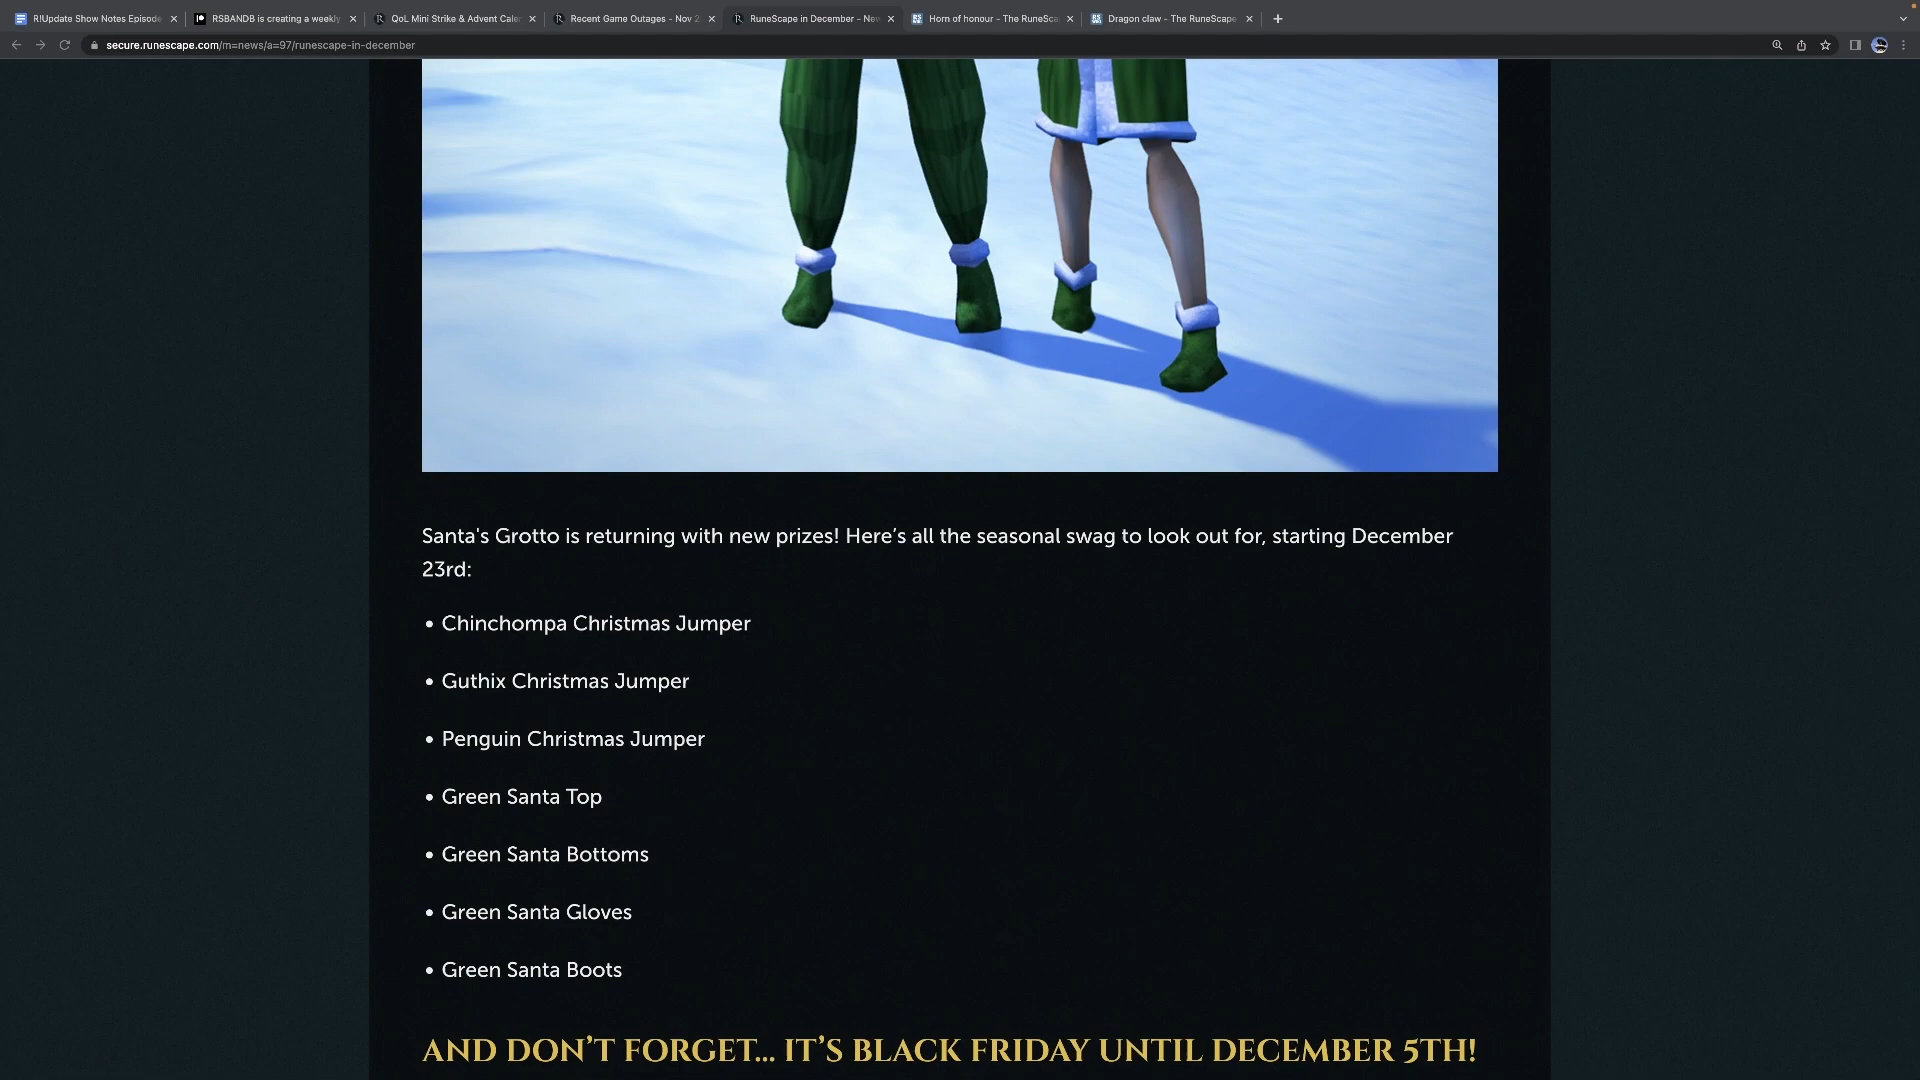 R!Update Show Notes Episode
RSBANDB is creating a weekly
QoL Mini Strike & Advent Caler
Recent Game Outages - Nov 2
RuneScape in December - New
Horn of honour - The RuneSca
Dragon claw - The RuneScape
secure.runescape.com/m=news/a=97/runescape-in-december
Santa's Grotto is returning with new prizes! Here’s all the seasonal swag to look out for, starting December
23rd:
• Chinchompa Christmas Jumper
• Guthix Christmas Jumper
• Penguin Christmas Jumper
• Green Santa Top
• Green Santa Bottoms
• Green Santa Gloves
• Green Santa Boots
AND DON’T FORGET... IT’S BLACK FRIDAY UNTIL DECEMBER 5TH!